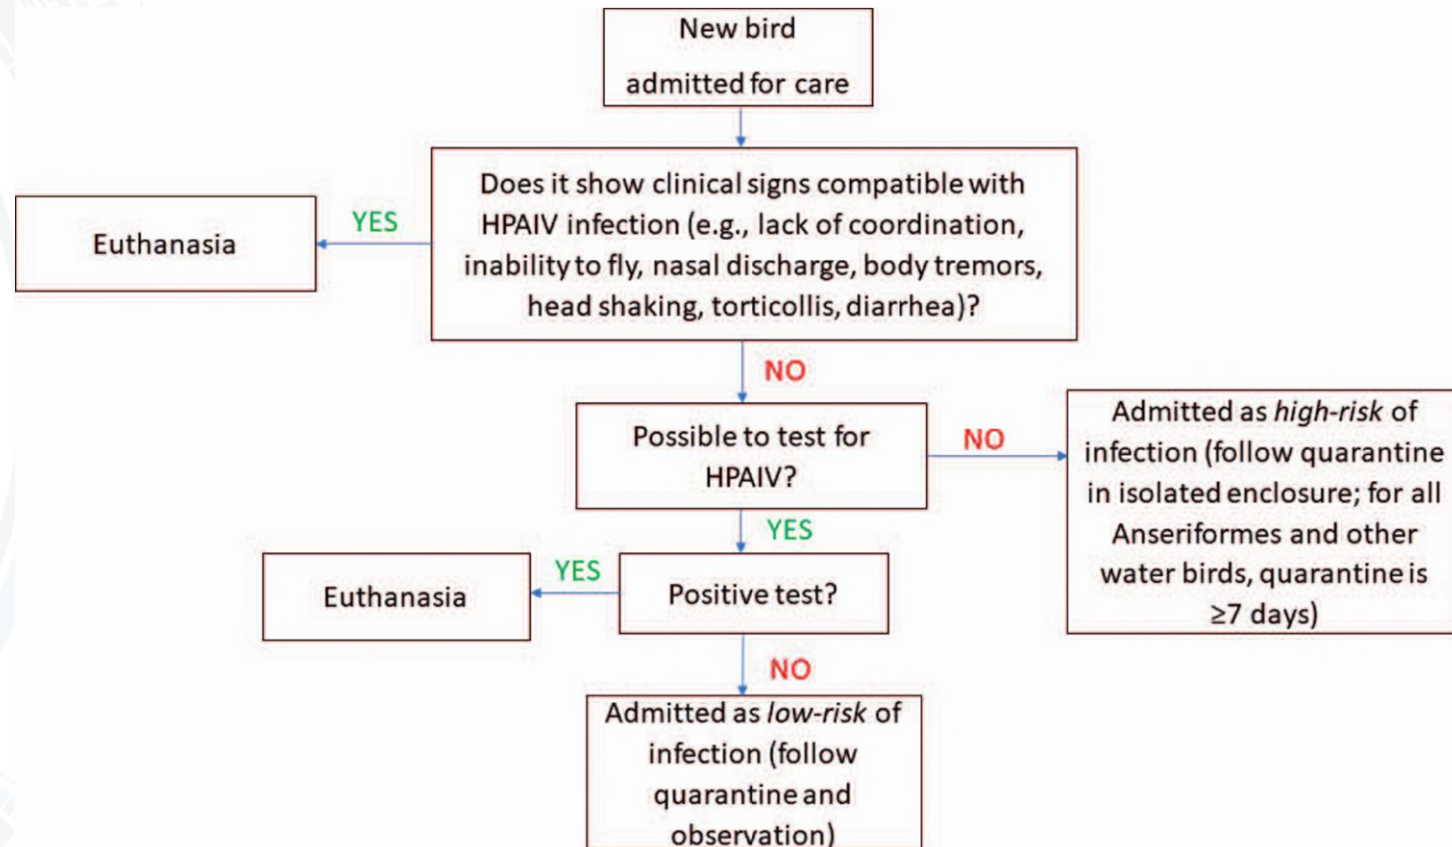 New bird
admitted for care
Does it show clinical signs compatible with
HPAIV infection (e.g., lack of coordination,
inability to fly, nasal discharge, body tremors,
head shaking, torticollis, diarrhea)?
YES
Euthanasia
NO
Possible to test for
HPAIV?
NO
Admitted as high-risk of
infection (follow quarantine
in isolated enclosure; for all
Anseriformes and other
water birds, quarantine is
≥7 days)
YES
Positive test?
YES
Euthanasia
NO
Admitted as low-risk of
infection (follow
quarantine and
observation)